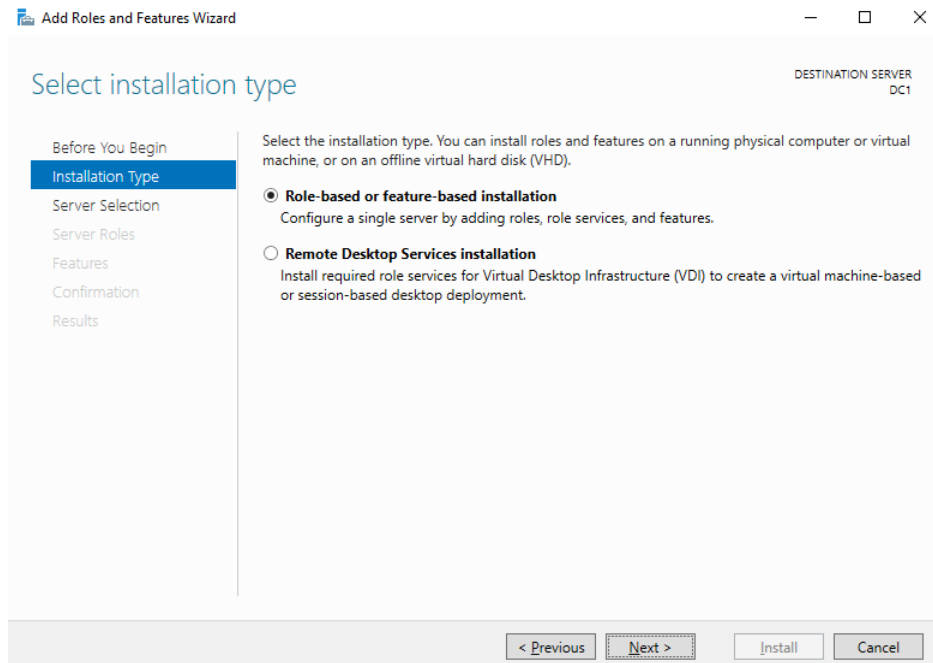 Add Roles and Features Wizard
Select installation type
DESTINATION SERVER
DC1
Before You Begin
Installation Type
Server Selection
Server Roles
Features
Confirmation
Results
Select the installation type. You can install roles and features on a running physical computer or virtual
machine, or on an offline virtual hard disk (VHD).
Role-based or feature-based installation
Configure a single server by adding roles, role services, and features.
Remote Desktop Services installation
Install required role services for Virtual Desktop Infrastructure (VDI) to create a virtual machine-based
or session-based desktop deployment.
< Previous
Next >
Install
Cancel